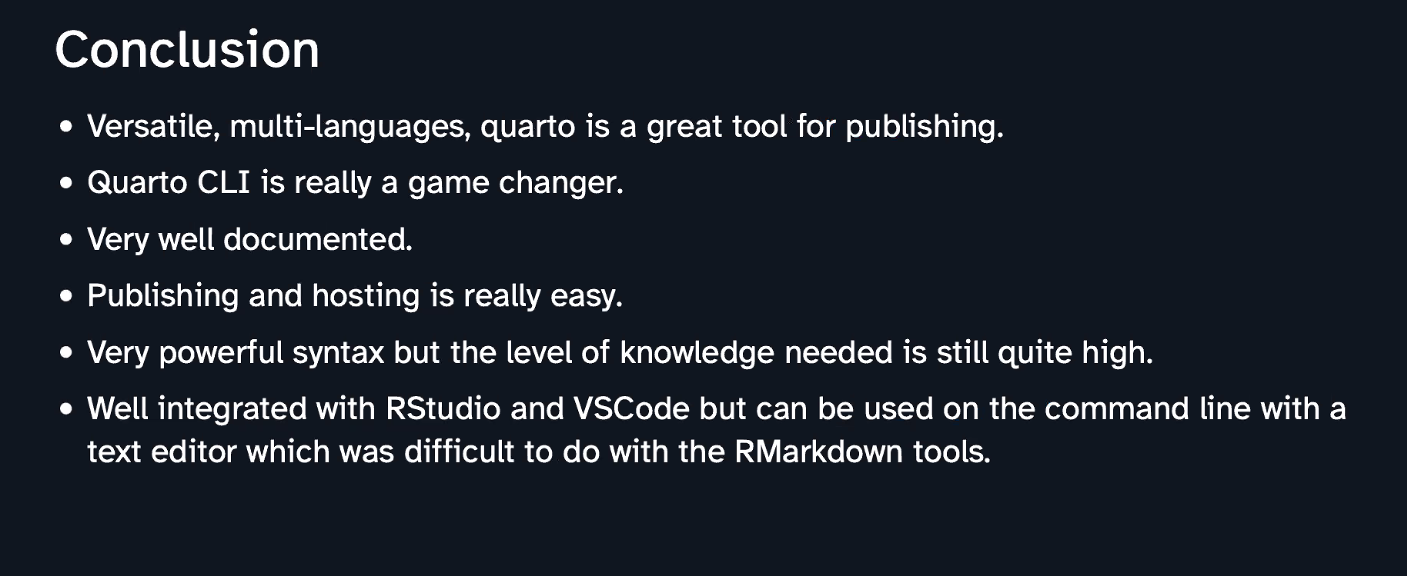 Conclusion
• Versatile, multi-languages, quarto is a great tool for publishing.
• Quarto CLI is really a game changer.
• Very well documented.
• Publishing and hosting is really easy.
• Very powerful syntax but the level of knowledge needed is still quite high.
• Well integrated with RStudio and VSCode but can be used on the command line with a
text editor which was difficult to do with the RMarkdown tools.